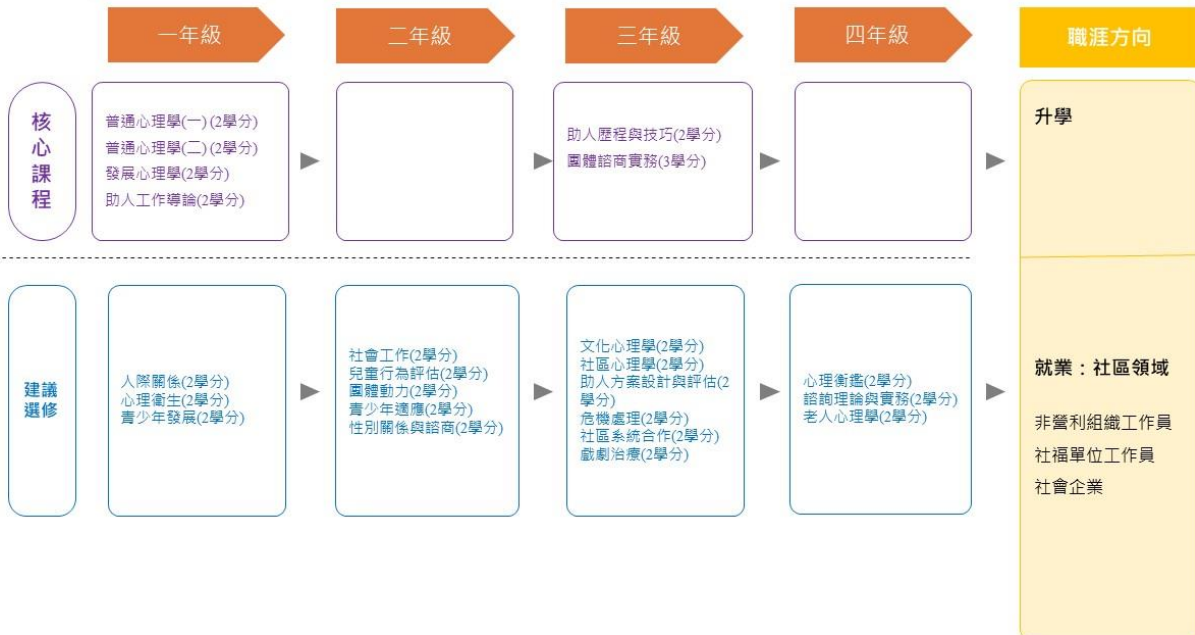 一年級
二年級
三年級
四年級
職涯方向
核
心
課
程
普通心理學(一) (2學分)
普通心理學(二) (2學分)
發展心理學(2學分)
助人工作導論(2學分)
助人歷程與技巧(2學分)
團體諮商實務(3學分)
升學
建議
選修
人際關係(2學分)
心理衛生(2學分)
青少年發展(2學分)
社會工作(2學分)
兒童行為評估(2學分)
團體動力(2學分)
青少年適應(2學分)
性別關係與諮商(2學分)
文化心理學(2學分)
社區心理學(2學分)
助人方案設計與評估(2
學分)
危機處理(2學分)
社區系統合作(2學分)
戲劇治療(2學分)
心理衡鑑(2學分)
諮詢理論與實務(2學分)
老人心理學(2學分)
就業：社區領域
非營利組織工作員
社福單位工作員
社會企業